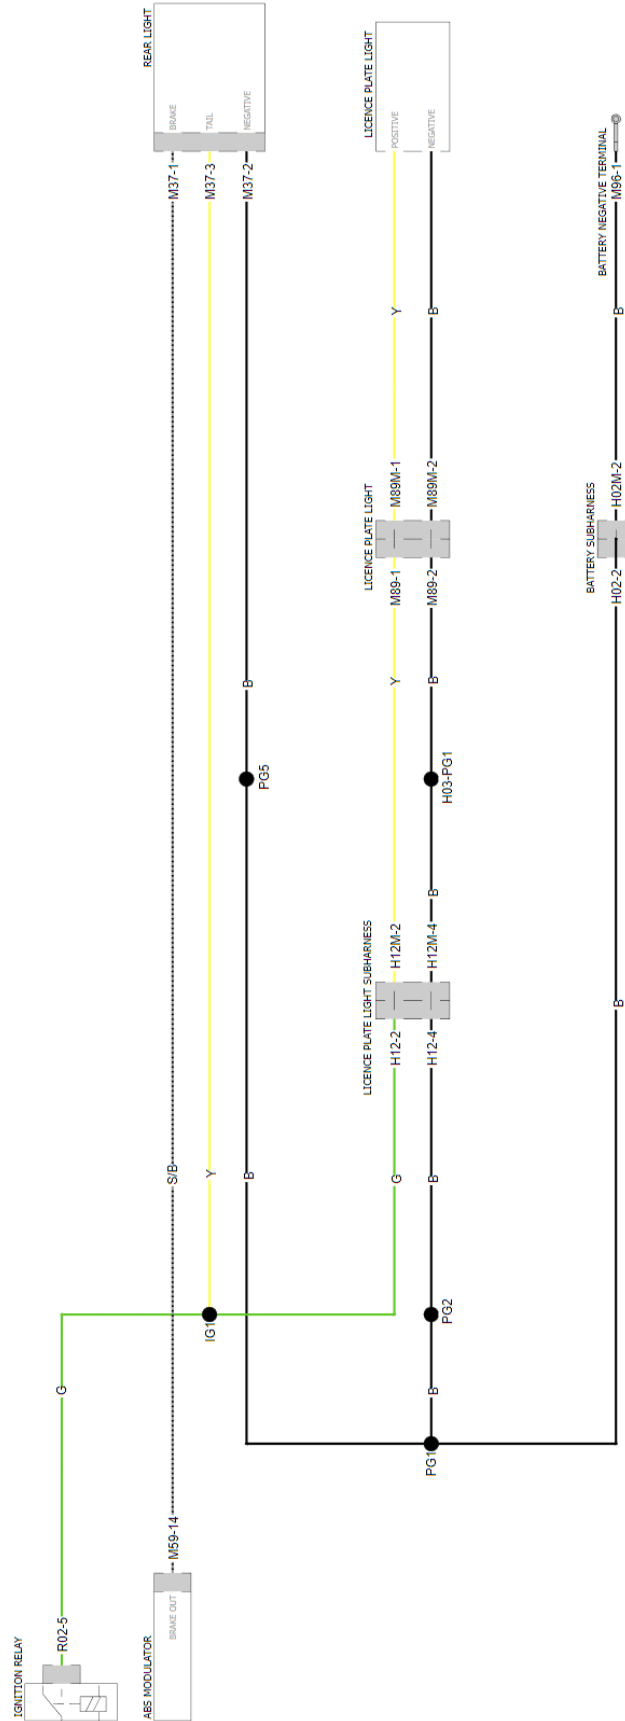 REAR LIGHT
BRAKE
TAIL
NEGATIVE
M37-1
M37-3
M37-2
LICENCE PLATE LIGHT
POSITIVE
NEGATIVE
BATTERY NEGATIVE TERMINAL
M96-1
Y
B
B
LICENCE PLATE LIGHT
M89M-1
M89M-2
M89-1
M89-2
BATTERY SUBHARNESS
H02M-2
H02-2
B
Y
B
PG5
H03-PG1
B
LICENCE PLATE LIGHT SUBHARNESS
H12M-2
H12M-4
H12-2
H12-4
B
S/B
Y
B
G
B
IG1
PG2
G
B
PG1
M59-14
R02-5
IGNITION RELAY
ABS MODULATOR
BRAKE OUT